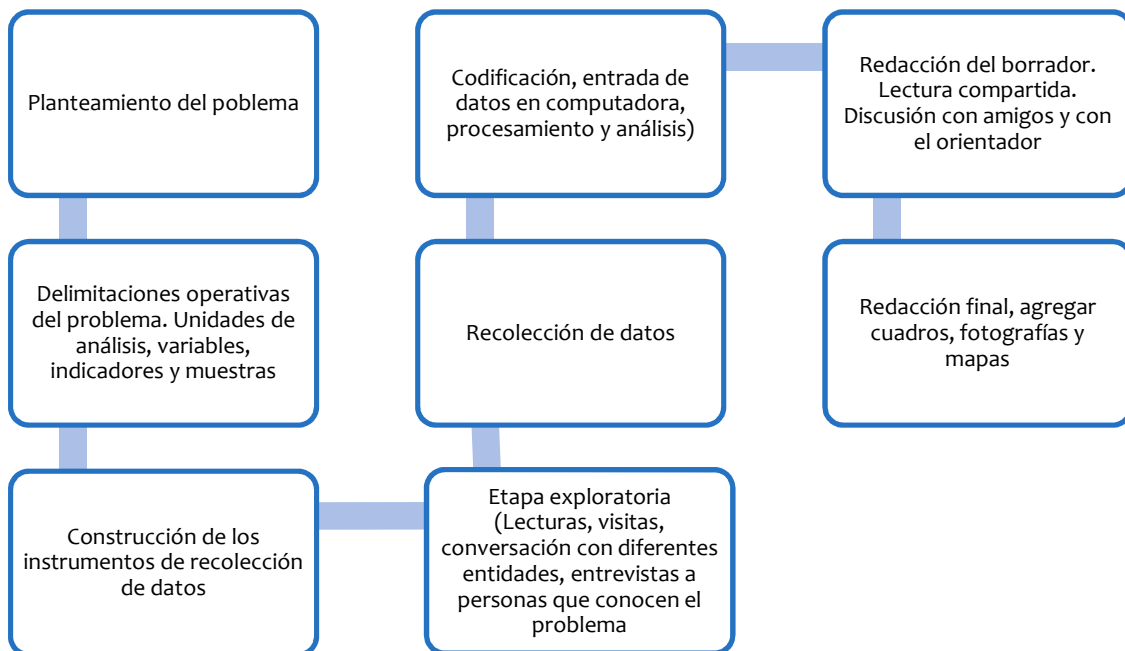 Planteamiento del poblema
Delimitaciones operativas
del problema. Unidades de
análisis, variables,
indicadores y muestras
Construcción de los
instrumentos de recolección
de datos
Etapa exploratoria
(Lecturas, visitas,
conversación con diferentes
entidades, entrevistas a
personas que conocen el
problema
Recolección de datos
Codificación, entrada de
datos en computadora,
procesamiento y análisis)
Redacción del borrador.
Lectura compartida.
Discusión con amigos y con
el orientador
Redacción final, agregar
cuadros, fotografías y
mapas